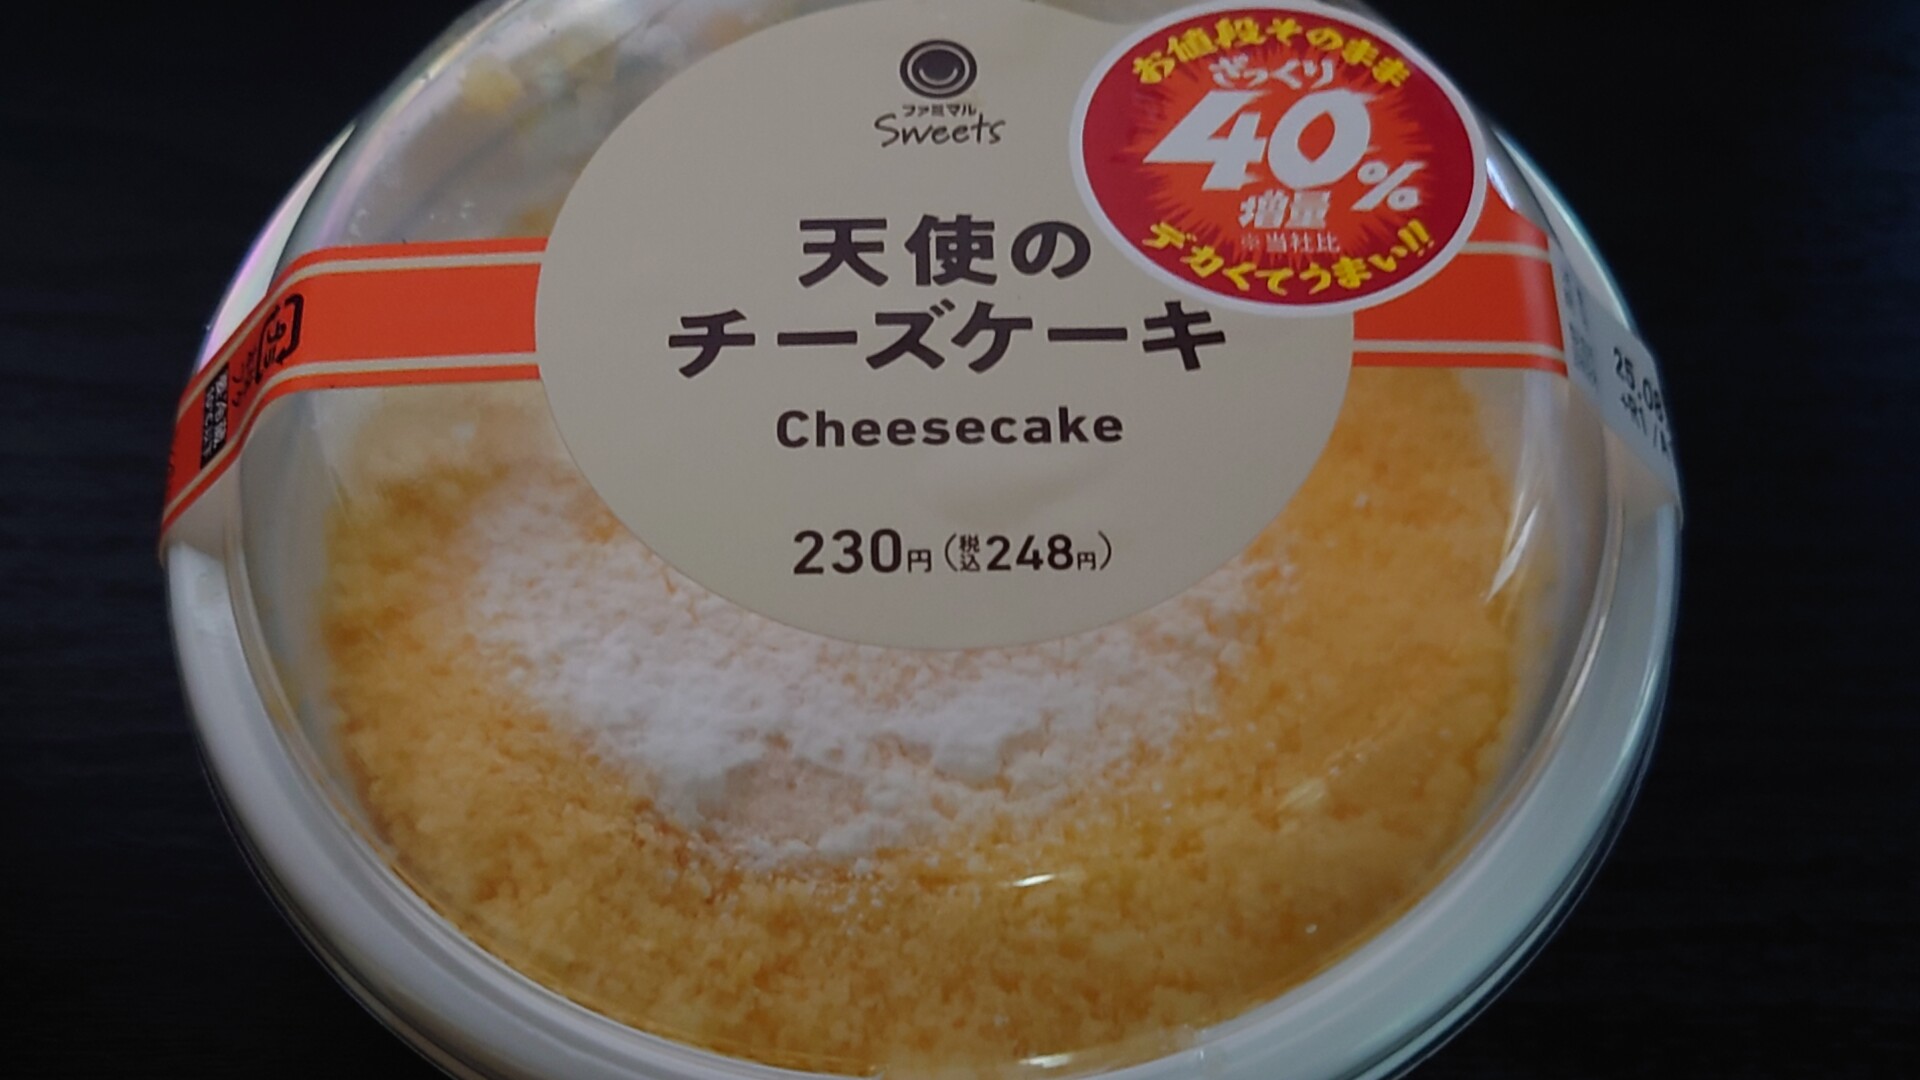 ファミマル
Sweets
天使の
チーズケーキ
Cheesecake
230円(税込248円)
お値段そのまま
ざっくり
40%
増量
※当社比
デカくてうまい!!
25.08